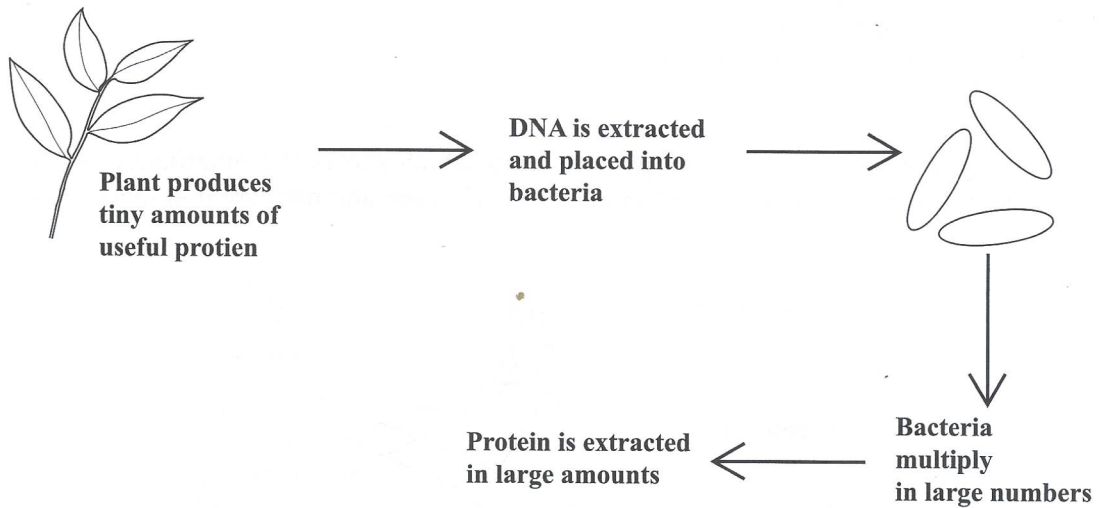 Plant produces
tiny amounts of
useful protien
DNA is extracted
and placed into
bacteria
Bacteria
multiply
in large numbers
Protein is extracted
in large amounts